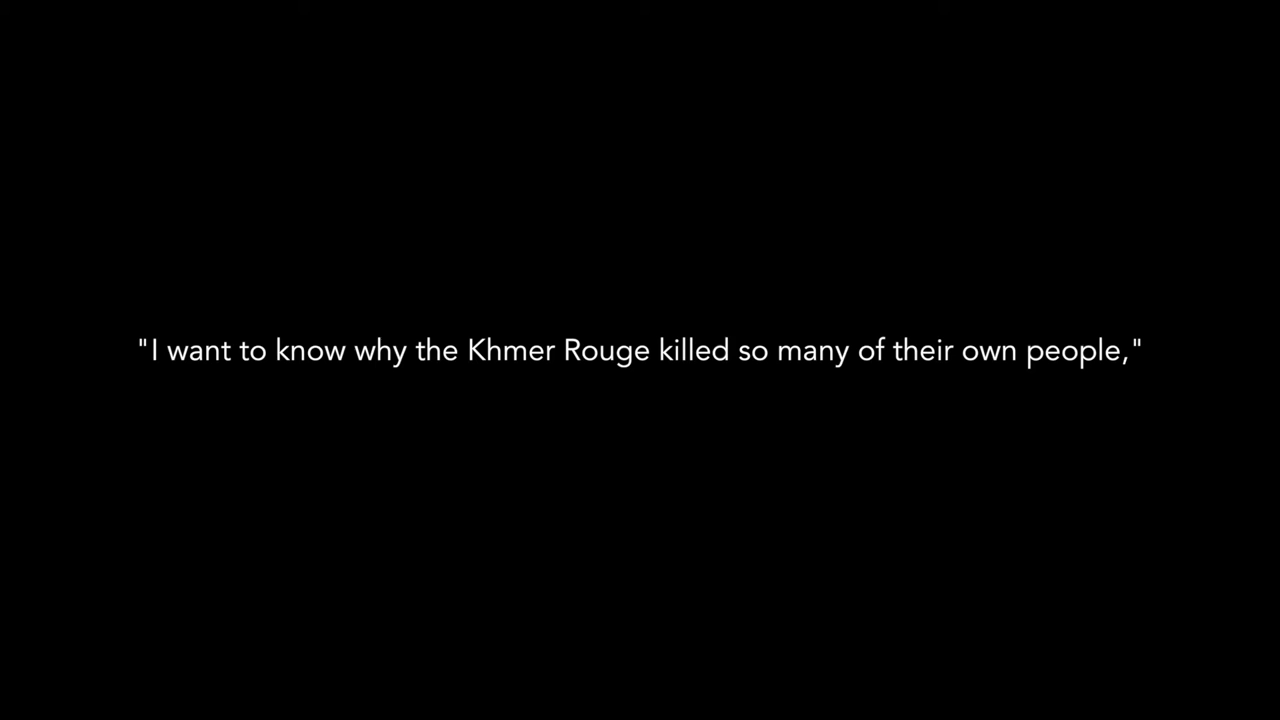 "I want to know why the Khmer Rouge killed so many of their own people,"